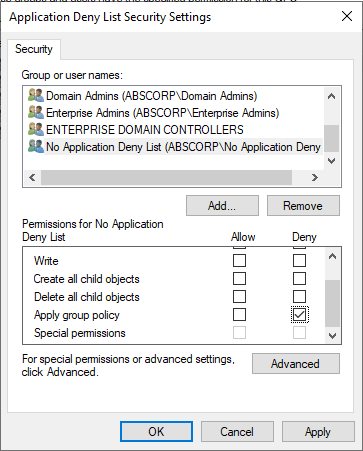 Application Deny List Security Settings
Security
Group or user names:
Domain Admins (ABSCORP\Domain Admins)
Enterprise Admins (ABSCORP\Enterprise Admins)
ENTERPRISE DOMAIN CONTROLLERS
No Application Deny List (ABSCORP\No Application Deny
Add...
Remove
Permissions for No Application
Deny List
Allow
Deny
Write
Create all child objects
Delete all child objects
Apply group policy
Special permissions
For special permissions or advanced settings,
click Advanced.
Advanced
OK
Cancel
Apply